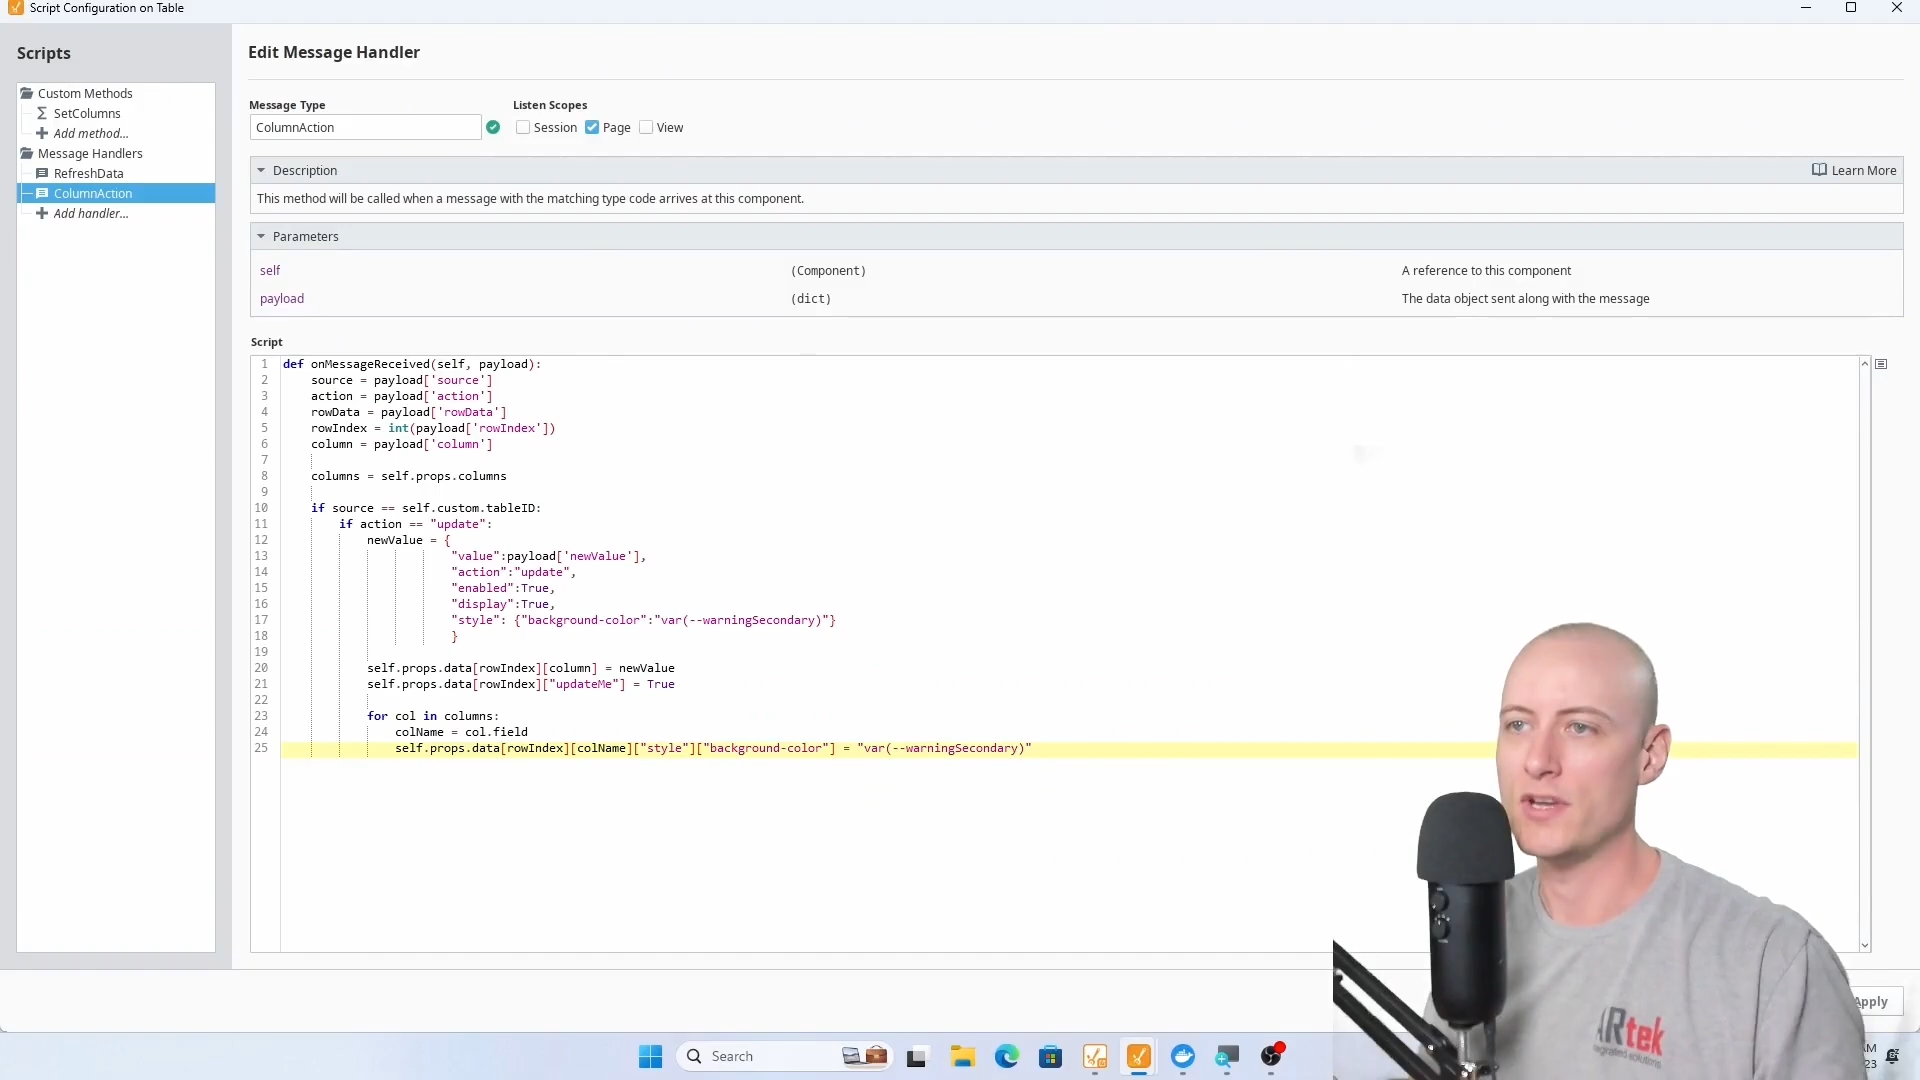 Script Configuration on Table
Scripts
Custom Methods
SetColumns
Add method...
Message Handlers
RefreshData
ColumnAction
Add handler...
Edit Message Handler
Message Type
Listen Scopes
ColumnAction
Session
Page
View
Description
Learn More
This method will be called when a message with the matching type code arrives at this component.
Parameters
self (Component) A reference to this component
payload (dict) The data object sent along with the message
Script
1 def onMessageReceived(self, payload):
2 source = payload['source']
3 action = payload['action']
4 rowData = payload['rowData']
5 rowIndex = int(payload['rowIndex'])
6 column = payload['column']
7
8 columns = self.props.columns
9
10 if source == self.custom.tableID:
11 if action == "update":
12 newValue = {
13 "value":payload['newValue'],
14 "action":"update",
15 "enabled":True,
16 "display":True,
17 "style": {"background-color":"var(--warningSecondary)"}
18 }
19
20 self.props.data[rowIndex][column] = newValue
21 self.props.data[rowIndex]["updateMe"] = True
22
23 for col in columns:
24 colName = col.field
25 self.props.data[rowIndex][colName]["style"]["background-color"] = "var(--warningSecondary)"
Apply
ARtek
Search